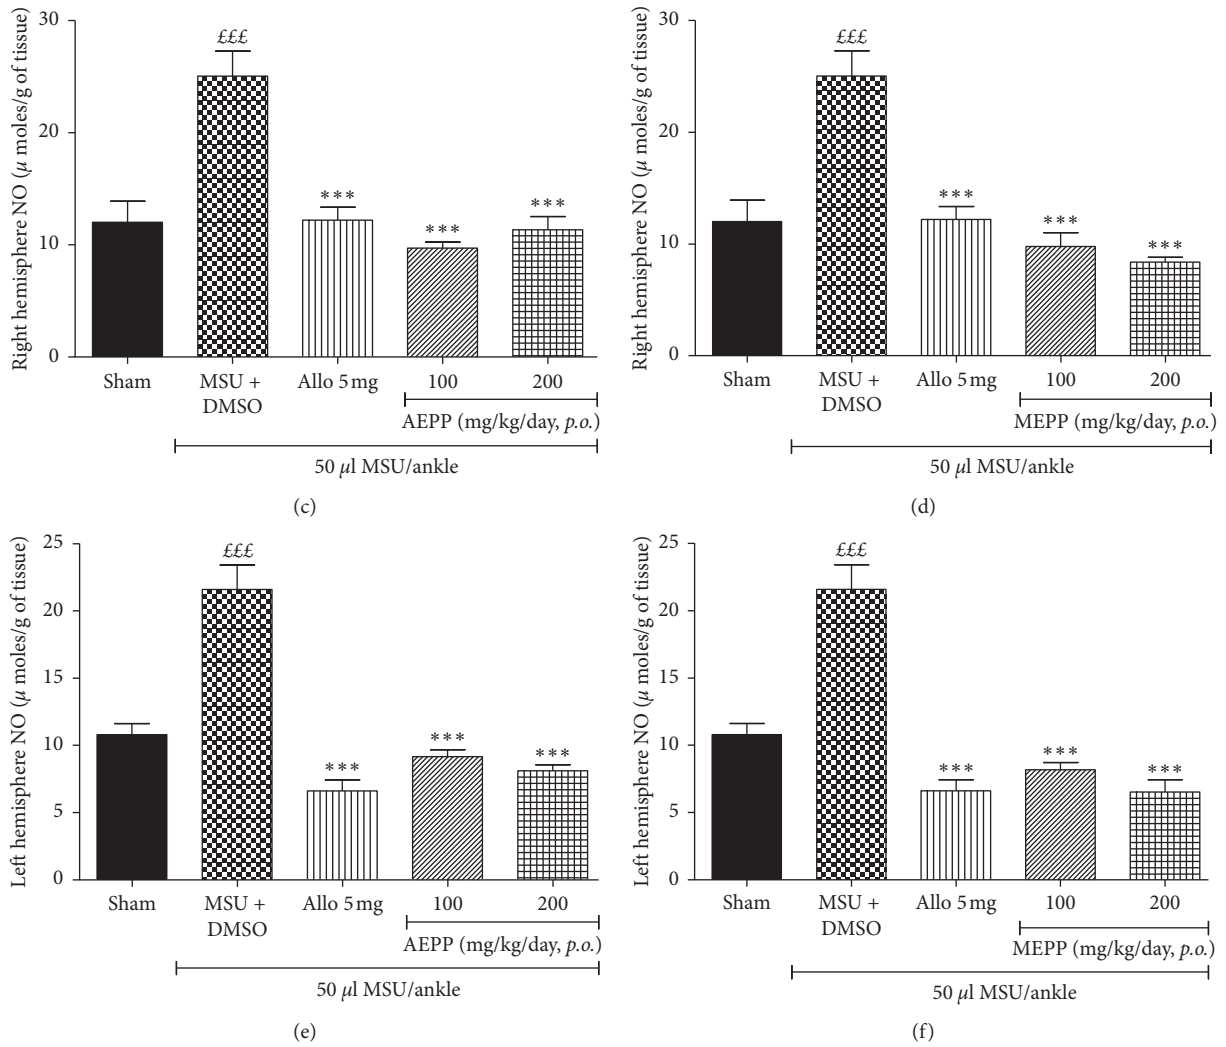 Right hemisphere NO (μ moles/g of tissue)
30
20
10
0
£££
***
***
***
Sham
MSU +
DMSO
Allo 5 mg
100
200
AEPP (mg/kg/day, p.o.)
50 μl MSU/ankle
(c)
Right hemisphere NO (μ moles/g of tissue)
30
20
10
0
£££
***
***
***
Sham
MSU +
DMSO
Allo 5 mg
100
200
MEPP (mg/kg/day, p.o.)
50 μl MSU/ankle
(d)
Left hemisphere NO (μ moles/g of tissue)
25
20
15
10
5
0
£££
***
***
***
Sham
MSU +
DMSO
Allo 5 mg
100
200
AEPP (mg/kg/day, p.o.)
50 μl MSU/ankle
(e)
Left hemisphere NO (μ moles/g of tissue)
25
20
15
10
5
0
£££
***
***
***
Sham
MSU +
DMSO
Allo 5 mg
100
200
MEPP (mg/kg/day, p.o.)
50 μl MSU/ankle
(f)